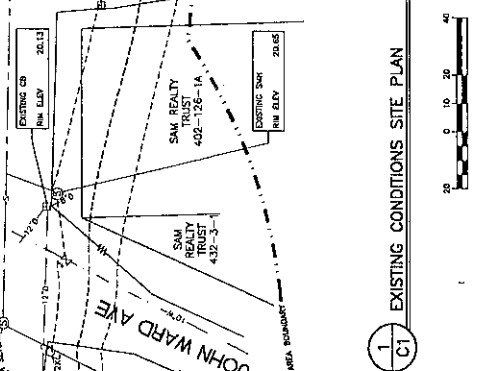 EXISTING CB
RIM ELEV 20.13
SAM REALTY
TRUST
402-126-1A
EXISTING SMH
RIM ELEV 20.65
SAM
REALTY
TRUST
432-3-1
12"D
12"D
10"W
JOHN WARD AVE
AREA BOUNDARY
1
C1
EXISTING CONDITIONS SITE PLAN
20
0
10
20
40